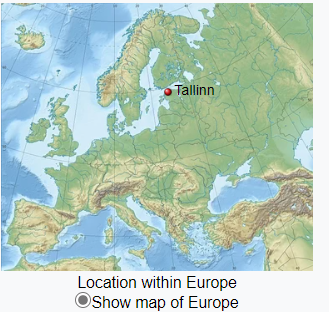 Tallinn
Location within Europe
Show map of Europe